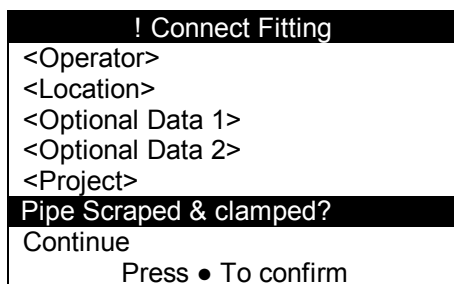 ! Connect Fitting
<Operator>
<Location>
<Optional Data 1>
<Optional Data 2>
<Project>
Pipe Scraped & clamped?
Continue
Press ● To confirm